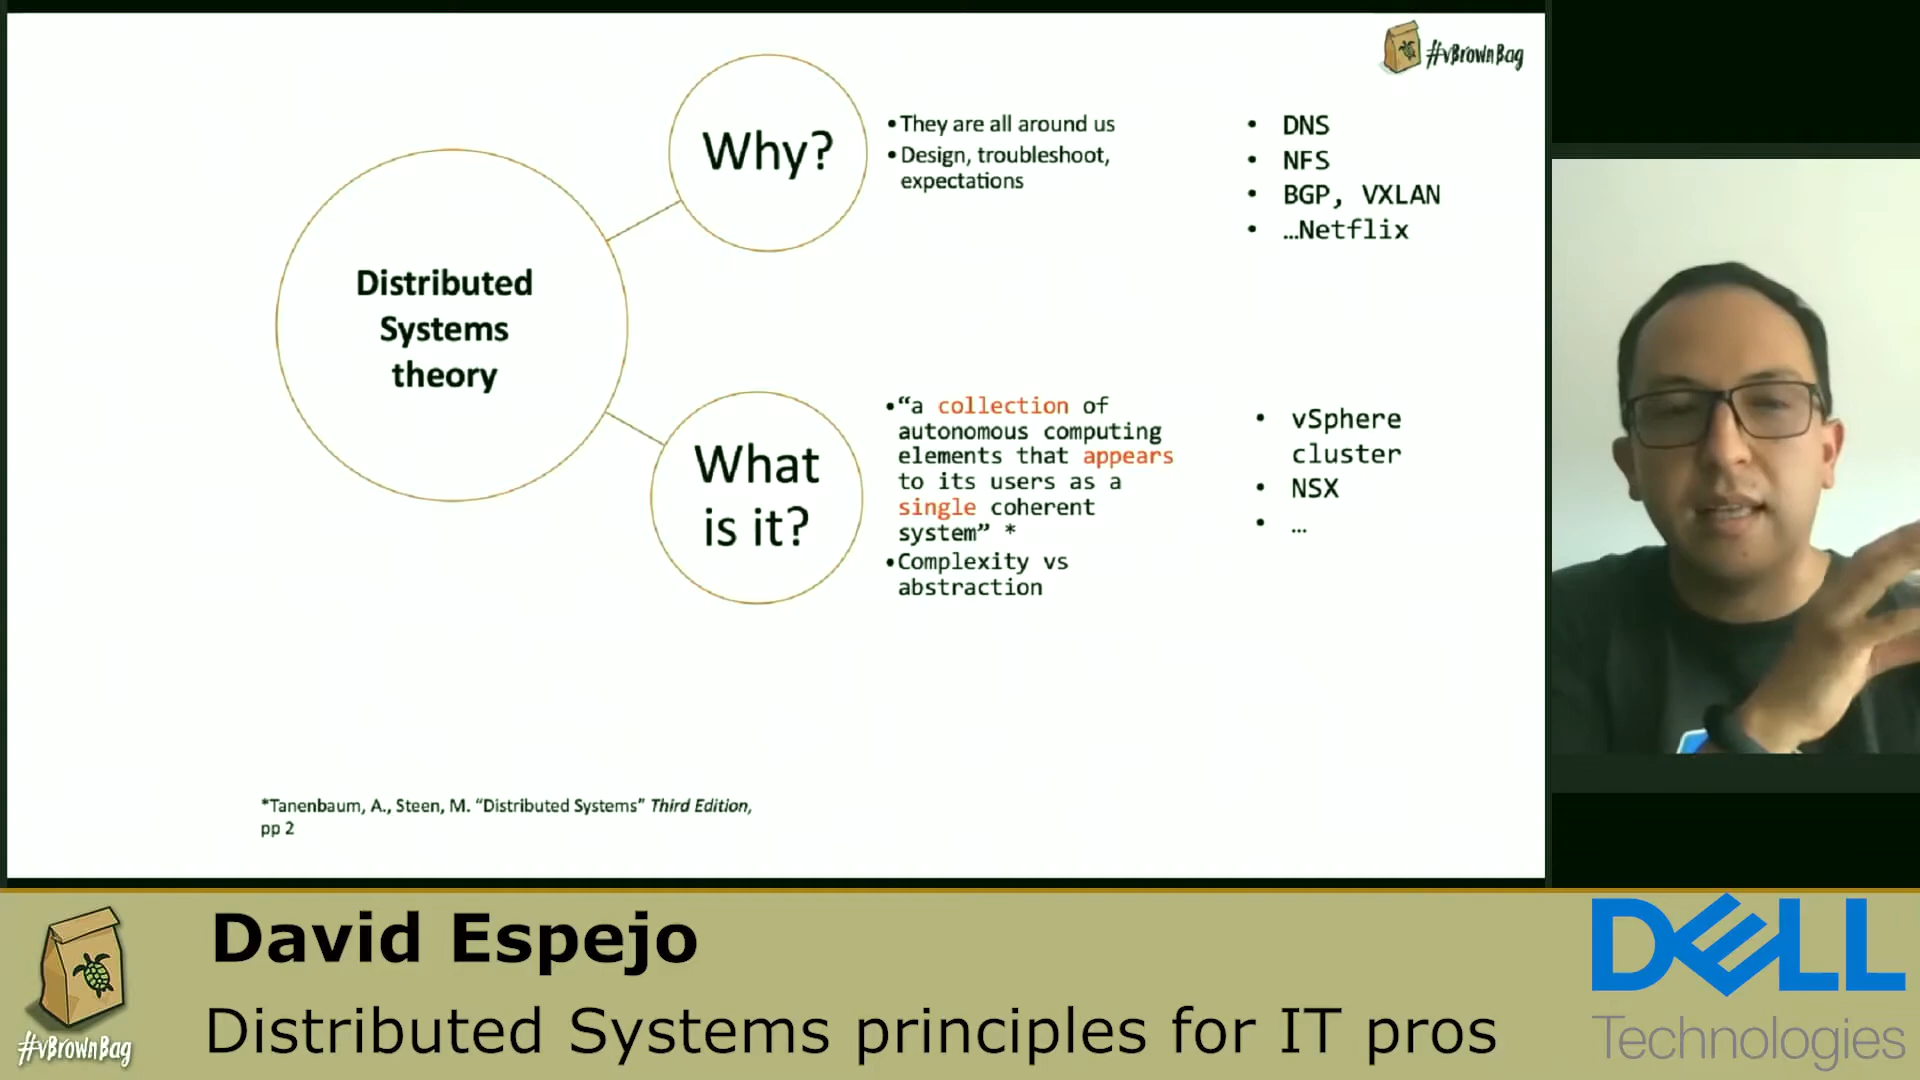 #vBrownBag
Why?
• They are all around us
• Design, troubleshoot,
expectations
• DNS
• NFS
• BGP, VXLAN
• …Netflix
Distributed
Systems
theory
What
is it?
• “a collection of
autonomous computing
elements that appears
to its users as a
single coherent
system” *
• Complexity vs
abstraction
• vSphere
cluster
• NSX
• …
*Tanenbaum, A., Steen, M. “Distributed Systems” Third Edition,
pp 2
#vBrownBag
David Espejo
Distributed Systems principles for IT pros
DELL
Technologies